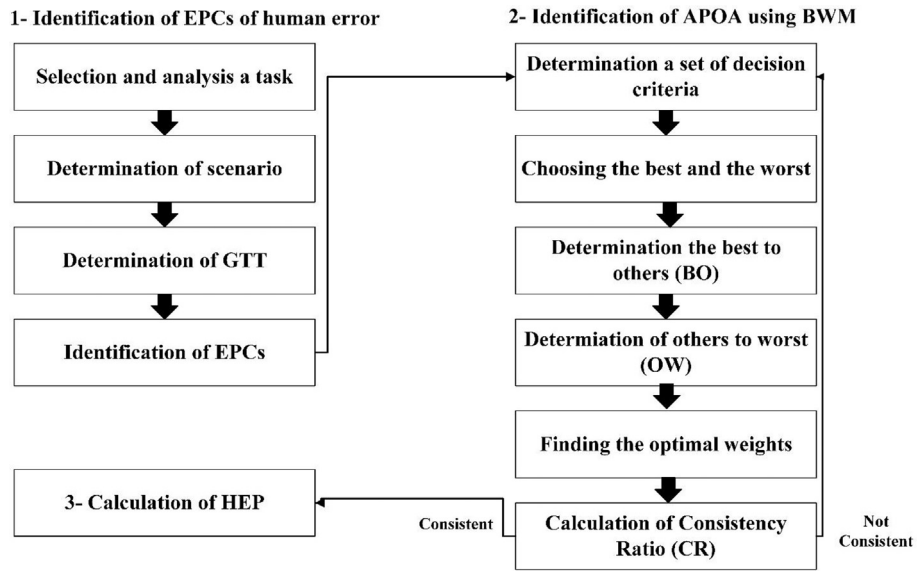 1- Identification of EPCs of human error
Selection and analysis a task
Determination of scenario
Determination of GTT
Identification of EPCs
2- Identification of APOA using BWM
Determination a set of decision
criteria
Choosing the best and the worst
Determination the best to
others (BO)
Determiation of others to worst
(OW)
Finding the optimal weights
Calculation of Consistency
Ratio (CR)
Not
Consistent
Consistent
3- Calculation of HEP